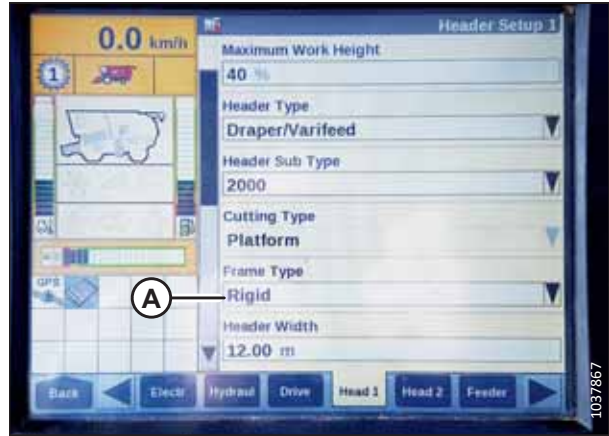 Header Setup 1
0.0 km/h
1
Maximum Work Height
40 %
Header Type
Draper/Varifeed
Header Sub Type
2000
Cutting Type
Platform
Frame Type
A
Rigid
Header Width
12.00 m
GPS
Back
Electr
Hydraul
Drive
Head 1
Head 2
Feeder
1037867